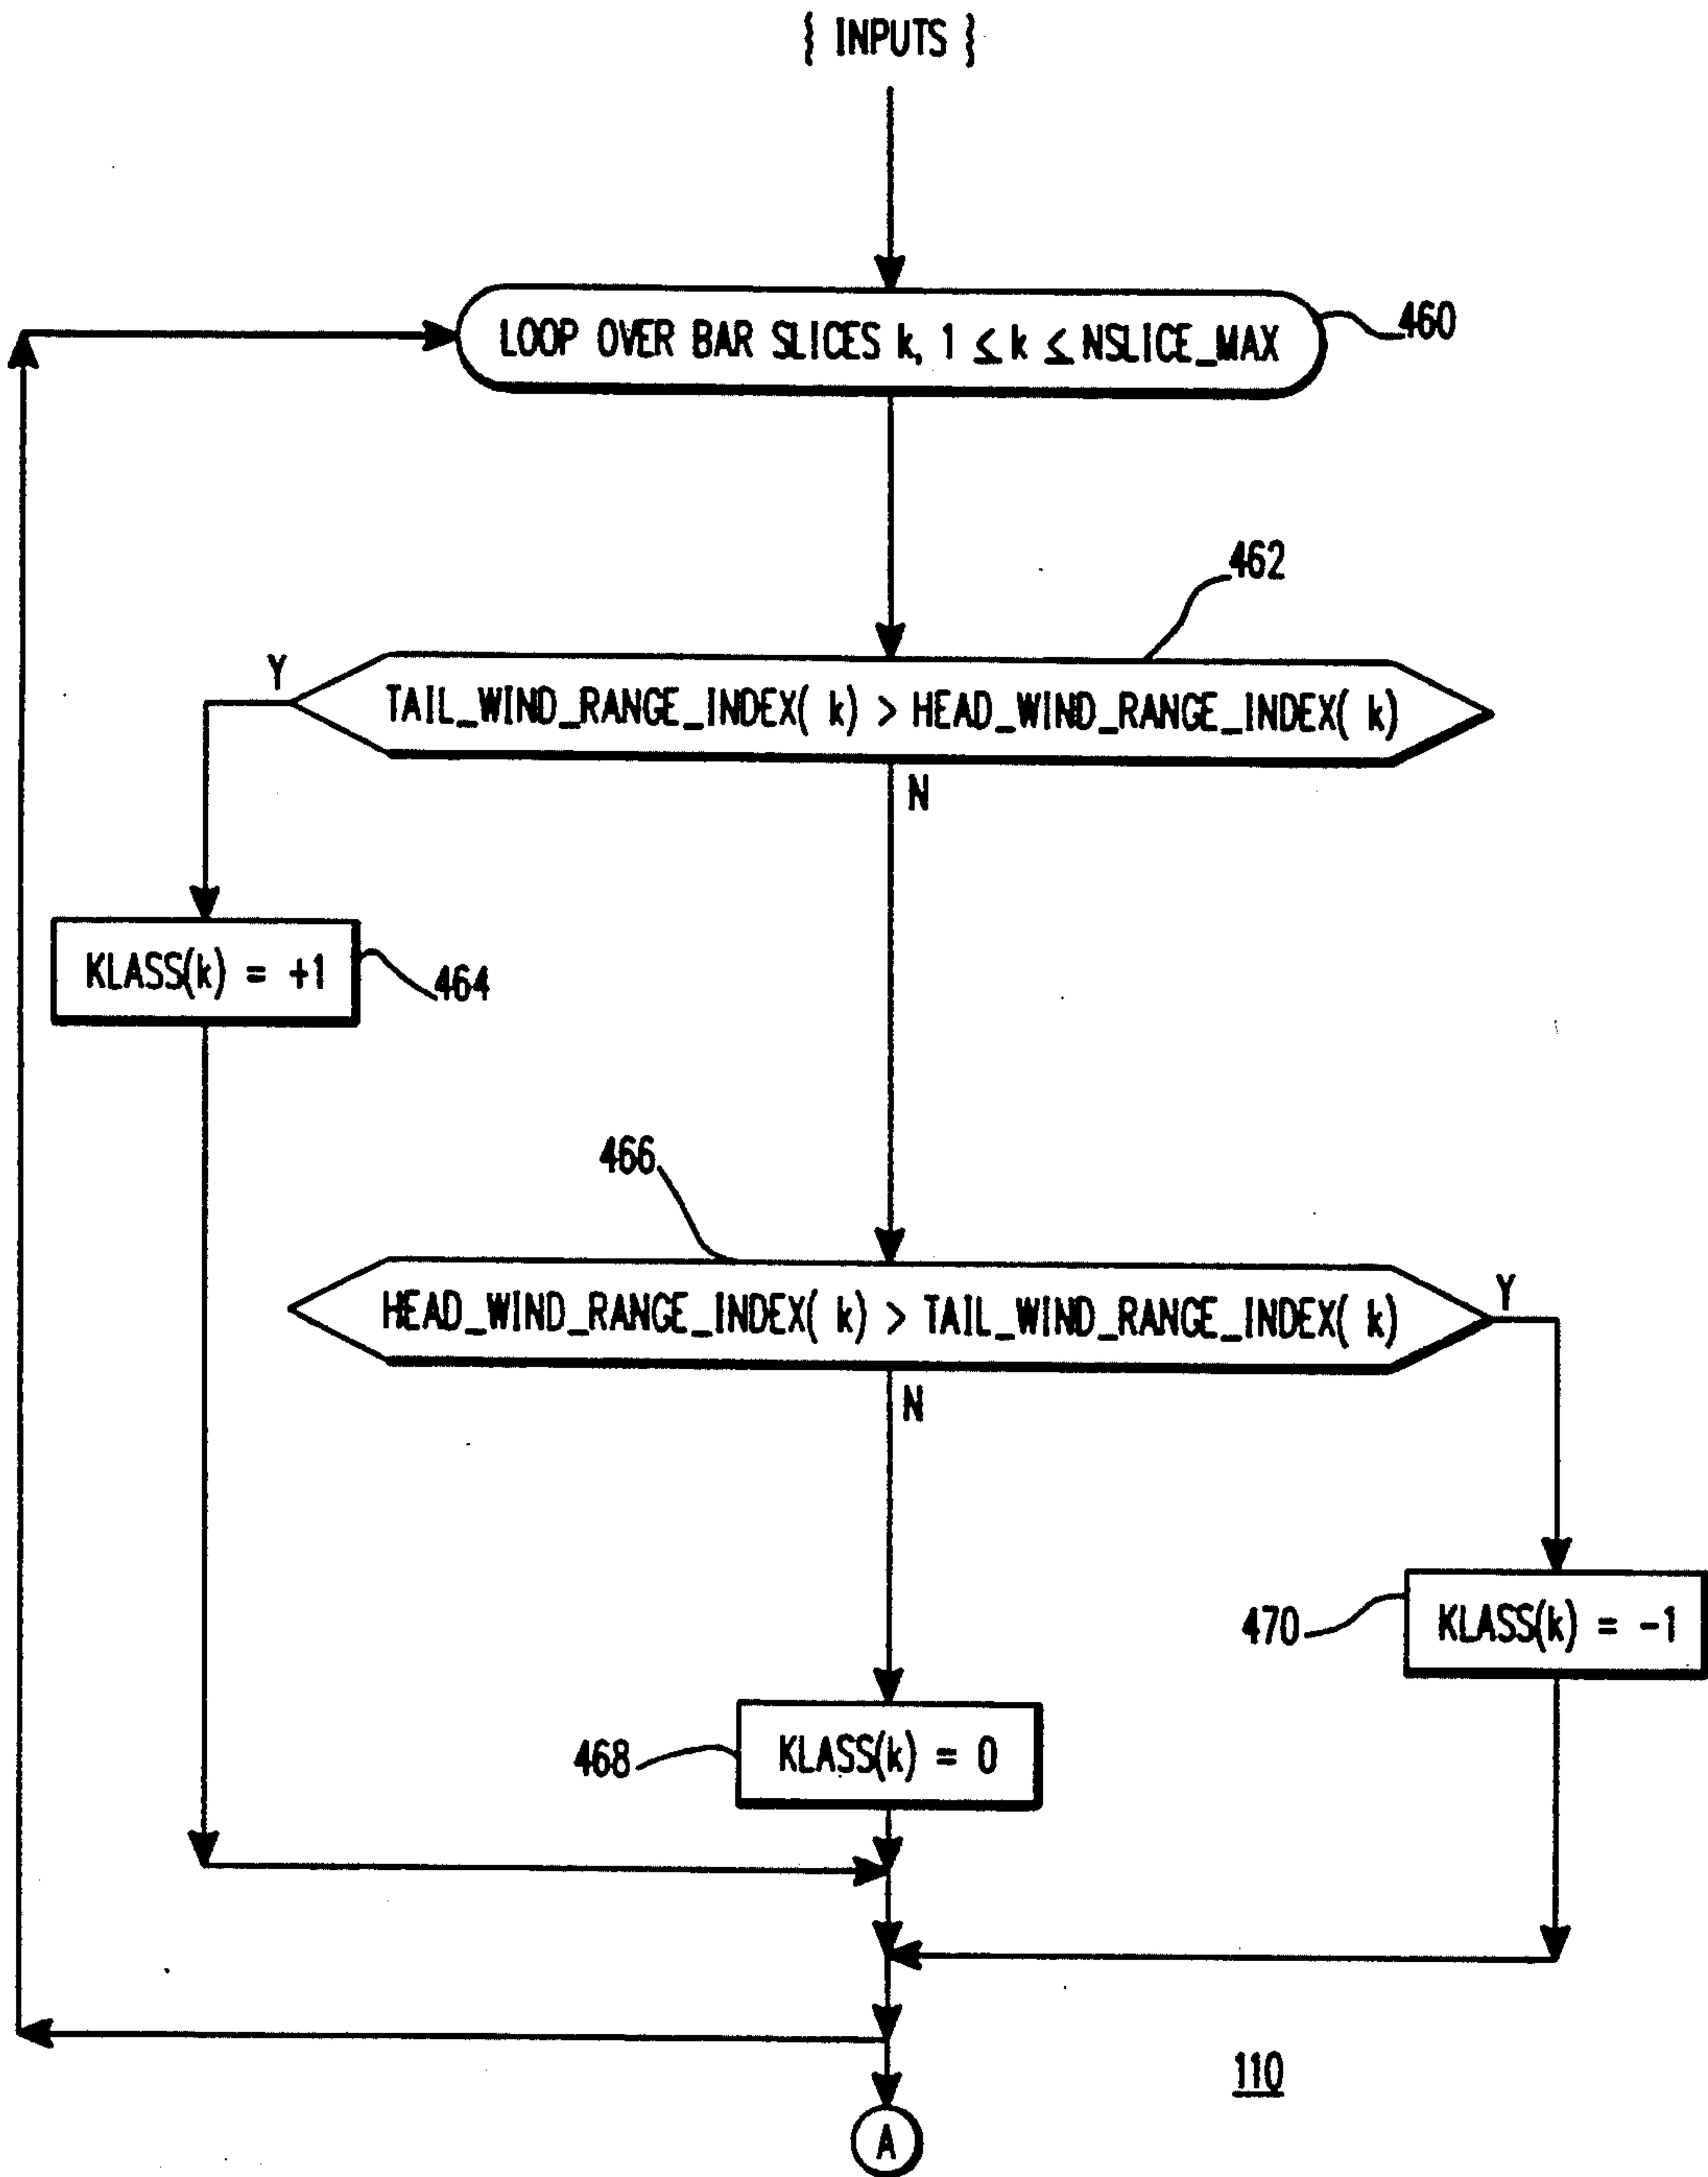 { INPUTS }
LOOP OVER BAR SLICES k, 1 ≤ k ≤ NSLICE_MAX
460
462
Y
TAIL_WIND_RANGE_INDEX( k) > HEAD_WIND_RANGE_INDEX( k)
N
KLASS(k) = +1
464
466
Y
HEAD_WIND_RANGE_INDEX( k) > TAIL_WIND_RANGE_INDEX( k)
N
470
KLASS(k) = -1
468
KLASS(k) = 0
110
A